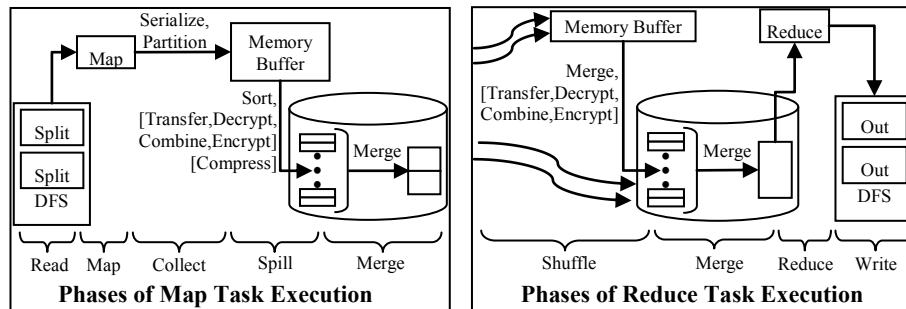 Serialize,
Partition
Map
Memory
Buffer
Sort,
[Transfer,Decrypt,
Combine,Encrypt]
[Compress]
Split
Split
DFS
Merge
Read
Map
Collect
Spill
Merge
Phases of Map Task Execution
Memory Buffer
Reduce
Merge,
[Transfer,Decrypt,
Combine,Encrypt]
Merge
Out
Out
DFS
Shuffle
Merge
Reduce
Write
Phases of Reduce Task Execution